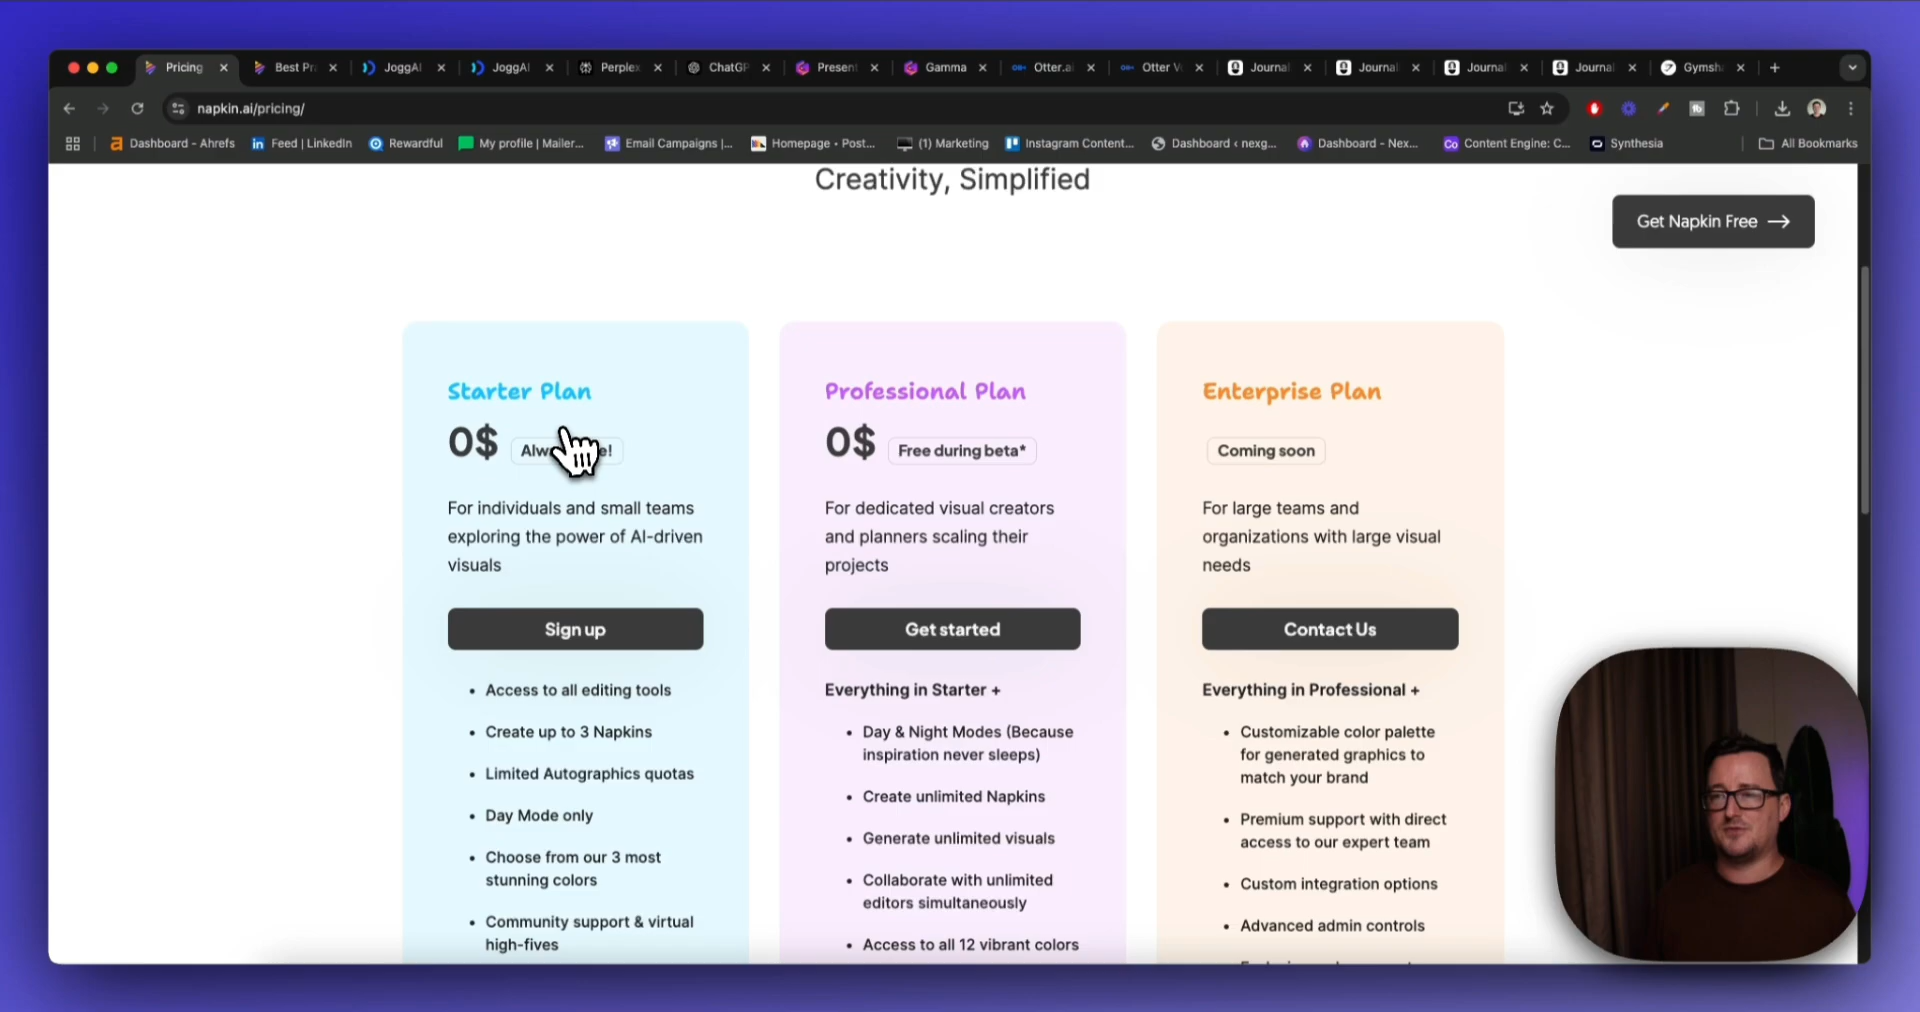 Pricing
Best Pr
JoggAI
JoggAI
Perplex
ChatGP
Present
Gamma
Otter.a
Otter V
Journal
Journal
Journal
Journal
Gymsh
napkin.ai/pricing/
Dashboard - Ahrefs
Feed | LinkedIn
Rewardful
My profile | Mailer...
Email Campaigns |...
Homepage • Post...
(1) Marketing
Instagram Content...
Dashboard ‹ nexg...
Dashboard - Nex...
Content Engine: C...
Synthesia
All Bookmarks
Creativity, Simplified
Get Napkin Free →
Starter Plan
0$
For individuals and small teams
exploring the power of AI-driven
visuals
Sign up
• Access to all editing tools
• Create up to 3 Napkins
• Limited Autographics quotas
• Day Mode only
• Choose from our 3 most
stunning colors
• Community support & virtual
high-fives
Professional Plan
0$ Free during beta*
For dedicated visual creators
and planners scaling their
projects
Get started
Everything in Starter +
• Day & Night Modes (Because
inspiration never sleeps)
• Create unlimited Napkins
• Generate unlimited visuals
• Collaborate with unlimited
editors simultaneously
• Access to all 12 vibrant colors
Enterprise Plan
Coming soon
For large teams and
organizations with large visual
needs
Contact Us
Everything in Professional +
• Customizable color palette
for generated graphics to
match your brand
• Premium support with direct
access to our expert team
• Custom integration options
• Advanced admin controls